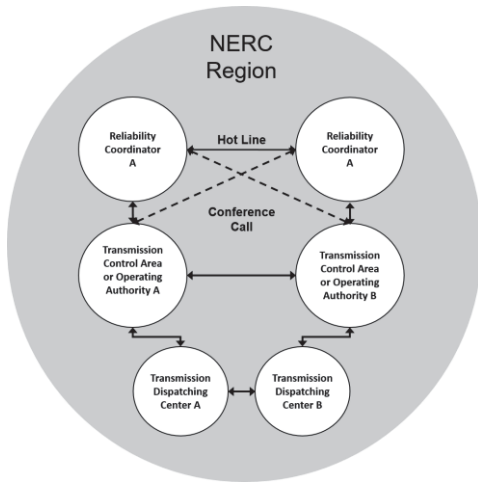 NERC
Region
Reliability
Coordinator
A
Hot Line
Reliability
Coordinator
A
Conference
Call
Transmission
Control Area
or Operating
Authority A
Transmission
Control Area
or Operating
Authority B
Transmission
Dispatching
Center A
Transmission
Dispatching
Center B